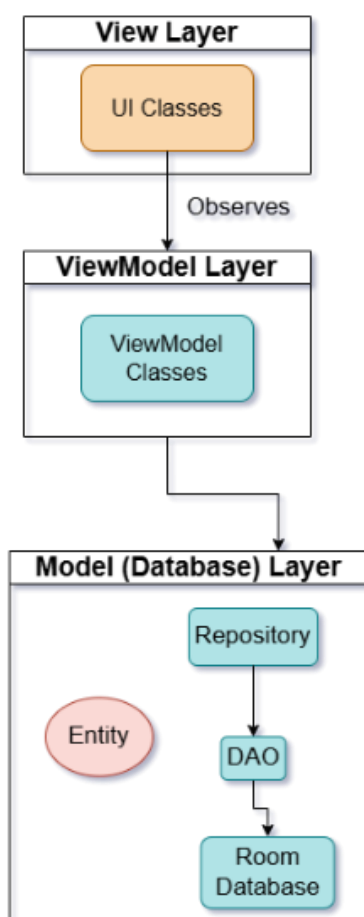 View Layer
UI Classes
Observes
ViewModel Layer
ViewModel
Classes
Model (Database) Layer
Repository
Entity
DAO
Room
Database